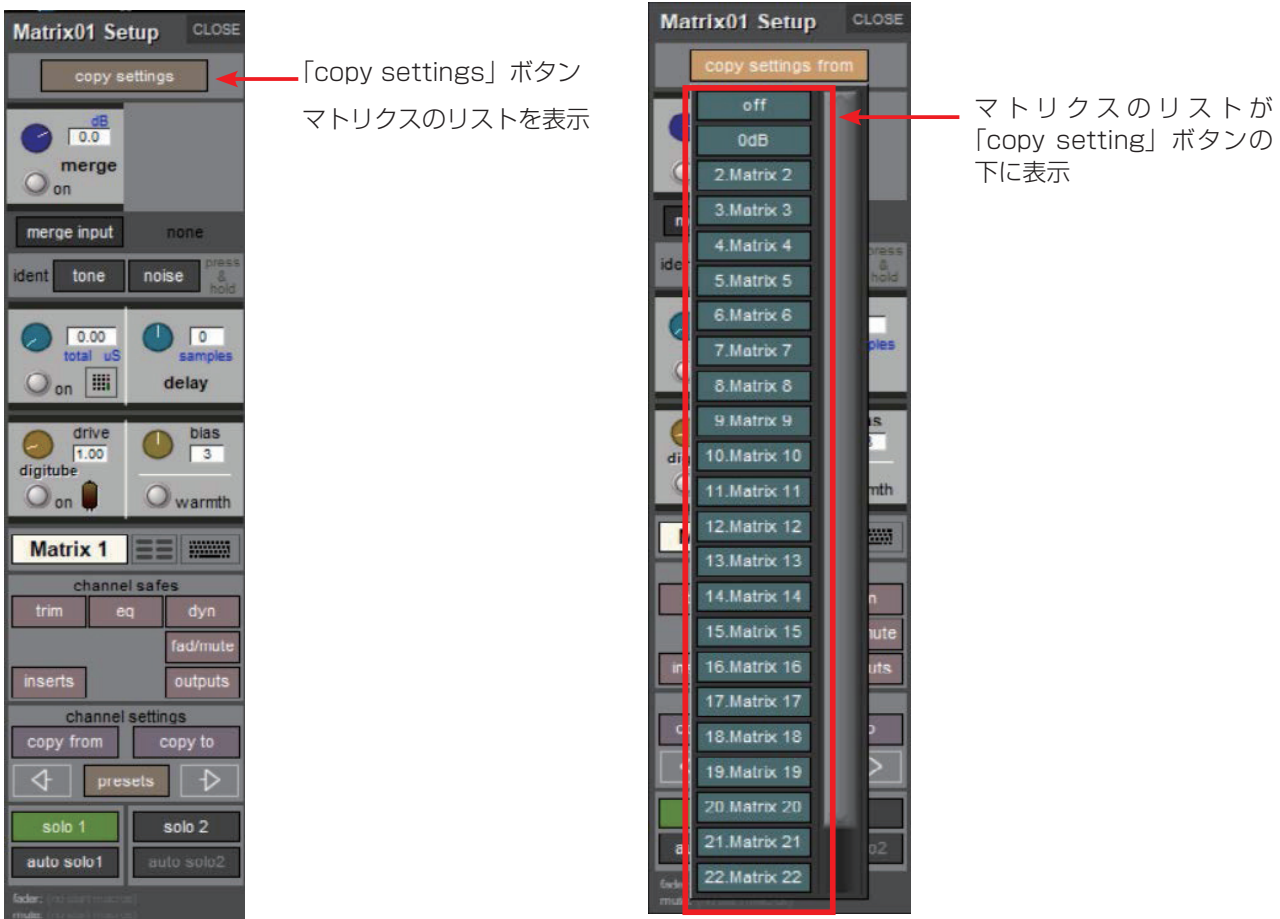 Matrix01 Setup CLOSE
copy settings
「copy settings」ボタン
マトリクスのリストを表示
dB
0.0
merge
on
merge input none
ident tone noise press & hold
0.00 0
total uS samples
on delay
drive bias
1.00 3
digitube
on warmth
Matrix 1
channel safes
trim eq dyn
fad/mute
inserts outputs
channel settings
copy from copy to
presets
solo 1 solo 2
auto solo1 auto solo2
fader:
mute:
Matrix01 Setup CLOSE
copy settings from
マトリクスのリストが
「copy setting」ボタンの
下に表示
off
0dB
2.Matrix 2
3.Matrix 3
4.Matrix 4
5.Matrix 5
6.Matrix 6
7.Matrix 7
8.Matrix 8
9.Matrix 9
10.Matrix 10
11.Matrix 11
12.Matrix 12
13.Matrix 13
14.Matrix 14
15.Matrix 15
16.Matrix 16
17.Matrix 17
18.Matrix 18
19.Matrix 19
20.Matrix 20
21.Matrix 21
22.Matrix 22